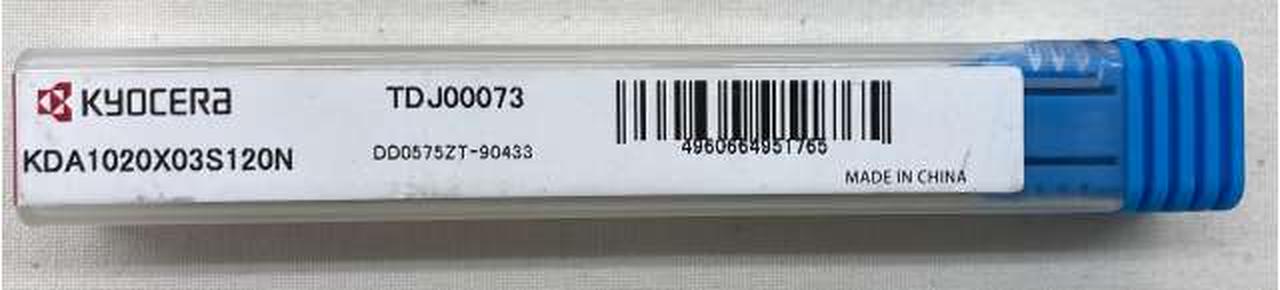 KYOCERA
TDJ00073
KDA1020X03S120N
DD0575ZT-90433
4960664951765
MADE IN CHINA